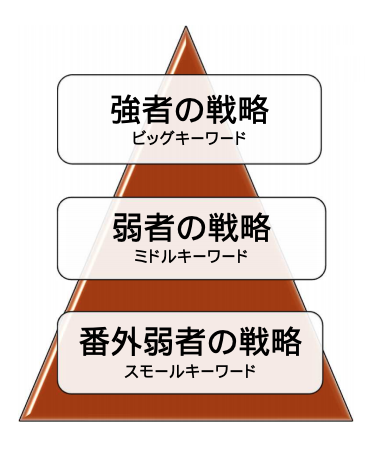 強者の戦略
ビッグキーワード
弱者の戦略
ミドルキーワード
番外弱者の戦略
スモールキーワード